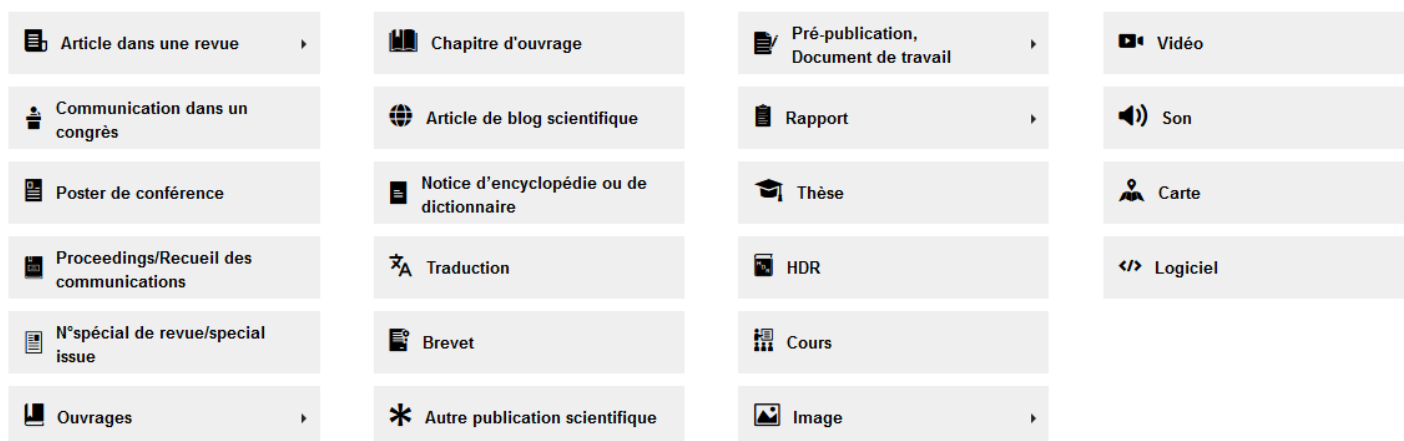 Article dans une revue
Communication dans un
congrès
Poster de conférence
Proceedings/Recueil des
communications
N°spécial de revue/special
issue
Ouvrages
Chapitre d'ouvrage
Article de blog scientifique
Notice d’encyclopédie ou de
dictionnaire
Traduction
Brevet
Autre publication scientifique
Pré-publication,
Document de travail
Rapport
Thèse
HDR
Cours
Image
Vidéo
Son
Carte
Logiciel